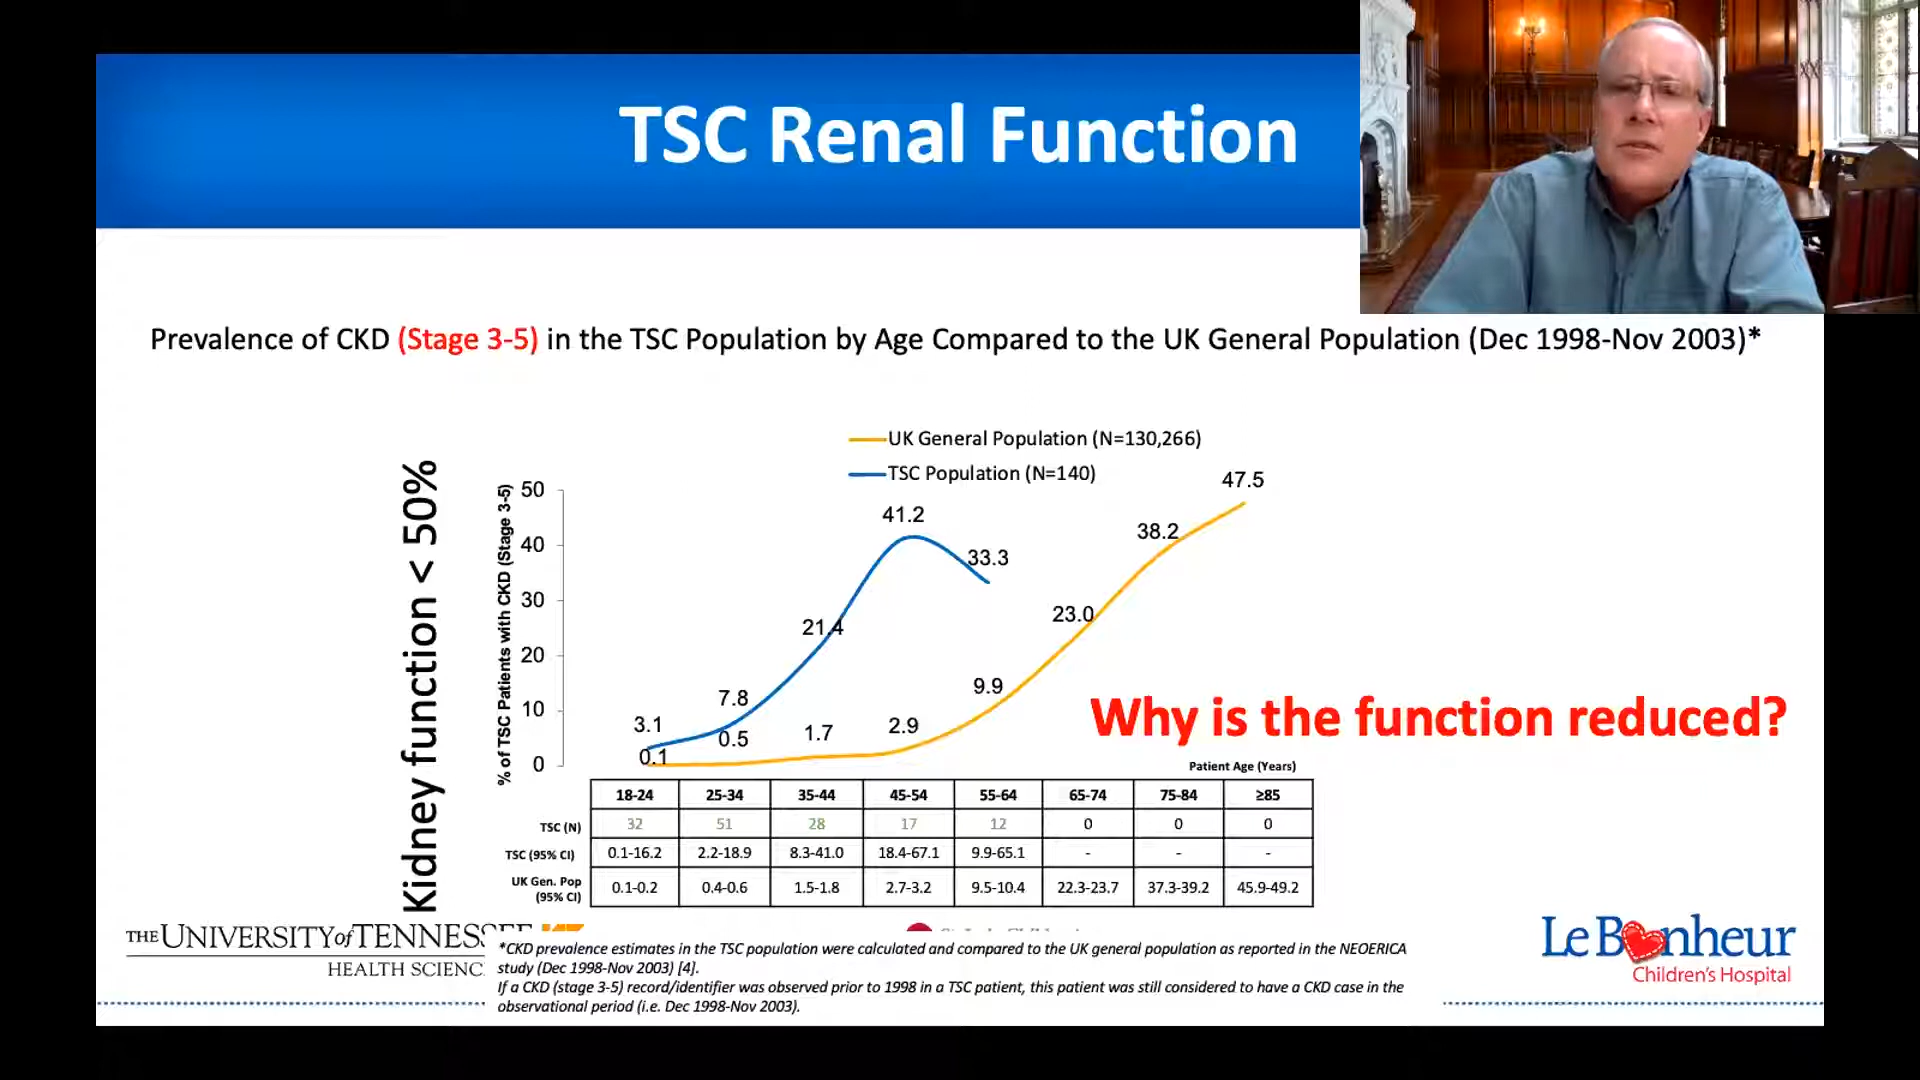 TSC Renal Function
Prevalence of CKD (Stage 3-5) in the TSC Population by Age Compared to the UK General Population (Dec 1998-Nov 2003)*
Kidney function < 50%
% of TSC Patients with CKD (Stage 3-5)
UK General Population (N=130,266)
TSC Population (N=140)
50
40
30
20
10
0
3.1
7.8
21.4
41.2
33.3
0.1
0.5
1.7
2.9
9.9
23.0
38.2
47.5
Why is the function reduced?
Patient Age (Years)
18-24 25-34 35-44 45-54 55-64 65-74 75-84 ≥85
TSC (N) 32 51 28 17 12 0 0 0
TSC (95% CI) 0.1-16.2 2.2-18.9 8.3-41.0 18.4-67.1 9.9-65.1 - - -
UK Gen. Pop
(95% CI) 0.1-0.2 0.4-0.6 1.5-1.8 2.7-3.2 9.5-10.4 22.3-23.7 37.3-39.2 45.9-49.2
THE UNIVERSITY of TENNESSEE
HEALTH SCIENC
*CKD prevalence estimates in the TSC population were calculated and compared to the UK general population as reported in the NEOERICA
study (Dec 1998-Nov 2003) [4].
If a CKD (stage 3-5) record/identifier was observed prior to 1998 in a TSC patient, this patient was still considered to have a CKD case in the
observational period (i.e. Dec 1998-Nov 2003).
Le Bonheur
Children's Hospital